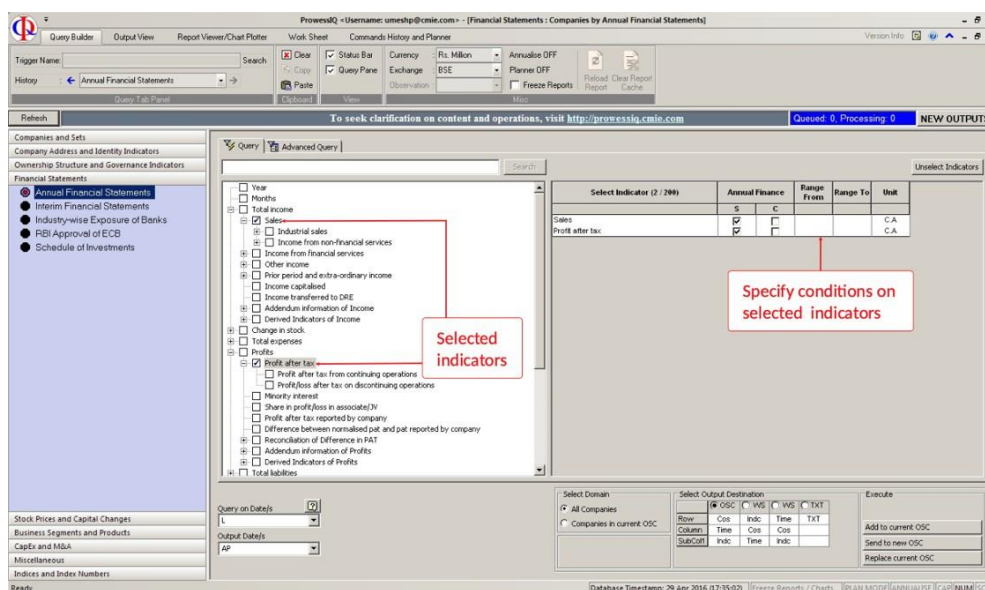 ProwessIQ <Username: umeshp@cmie.com> - [Financial Statements : Companies by Annual Financial Statements]
Query Builder Output View Report Viewer/Chart Plotter Work Sheet Commands History and Planner Version Info
Trigger Name: Search
History : Annual Financial Statements
Query Tab Panel
Clear
Copy
Paste
Clipboard
Status Bar
Query Pane
View
Currency : Rs. Million
Exchange : BSE
Observation :
Annualise OFF
Planner OFF
Freeze Reports
Misc
Reload Report
Clear Report Cache
Refresh To seek clarification on content and operations, visit http://prowessiq.cmie.com Queued: 0, Processing: 0 NEW OUTPUT:
Companies and Sets
Company Address and Identity Indicators
Ownership Structure and Governance Indicators
Financial Statements
Annual Financial Statements
Interim Financial Statements
Industry-wise Exposure of Banks
RBI Approval of ECB
Schedule of Investments
Stock Prices and Capital Changes
Business Segments and Products
CapEx and M&A
Miscellaneous
Indices and Index Numbers
Query Advanced Query
Search Unselect Indicators
Year
Months
Total income
Sales
Industrial sales
Income from non-financial services
Income from financial services
Other income
Prior period and extra-ordinary income
Income capitalised
Income transferred to DRE
Addendum information of Income
Derived Indicators of Income
Change in stock
Total expenses
Profits
Profit after tax
Profit after tax from continuing operations
Profit/loss after tax on discontinuing operations
Minority interest
Share in profit/loss in associate/JV
Profit after tax reported by company
Difference between normalised pat and pat reported by company
Reconciliation of Difference in PAT
Addendum information of Profits
Derived Indicators of Profits
Total liabilities
Selected
indicators
Select Indicator (2 / 200) Annual Finance Range From Range To Unit
S C
Sales C.A
Profit after tax C.A
Specify conditions on
selected indicators
Query on Date/s
L
Output Date/s
AP
Select Domain
All Companies
Companies in current OSC
Select Output Destination
OSC WS WS TXT
Row Cos Indc Time TXT
Column Time Cos Cos
SubCol1 Indc Time Indc
Execute
Add to current OSC
Send to new OSC
Replace current OSC
Ready Database Timestamp: 29 Apr 2016 (17:35:02) Freeze Reports / Charts PLAN MODE ANNUALISE CAP NUM SC